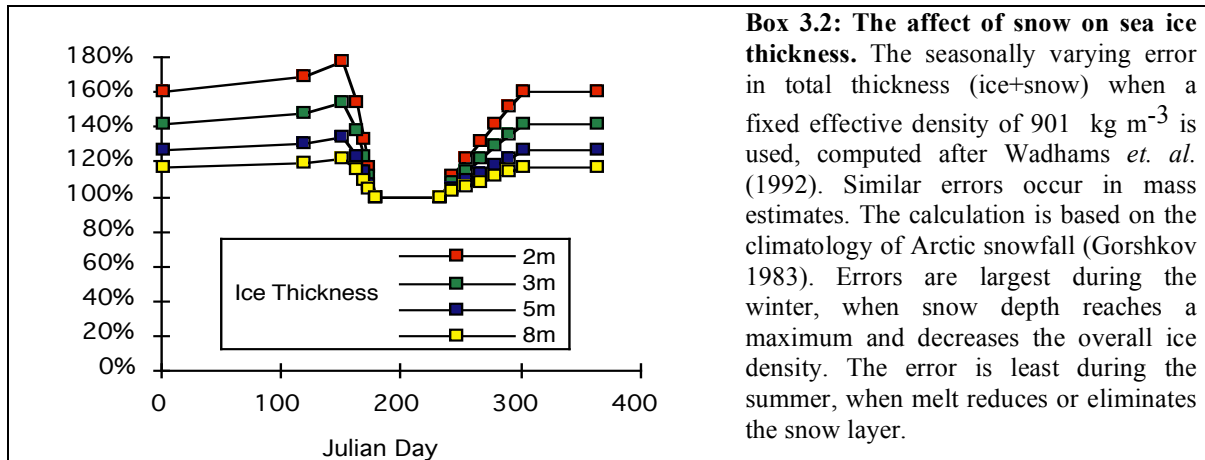 180%
160%
140%
120%
100%
80%
60%
40%
20%
0%
0 100 200 300 400
Julian Day
Ice Thickness
2m
3m
5m
8m
Box 3.2: The affect of snow on sea ice
thickness. The seasonally varying error
in total thickness (ice+snow) when a
fixed effective density of 901 kg m-3 is
used, computed after Wadhams et. al.
(1992). Similar errors occur in mass
estimates. The calculation is based on the
climatology of Arctic snowfall (Gorshkov
1983). Errors are largest during the
winter, when snow depth reaches a
maximum and decreases the overall ice
density. The error is least during the
summer, when melt reduces or eliminates
the snow layer.